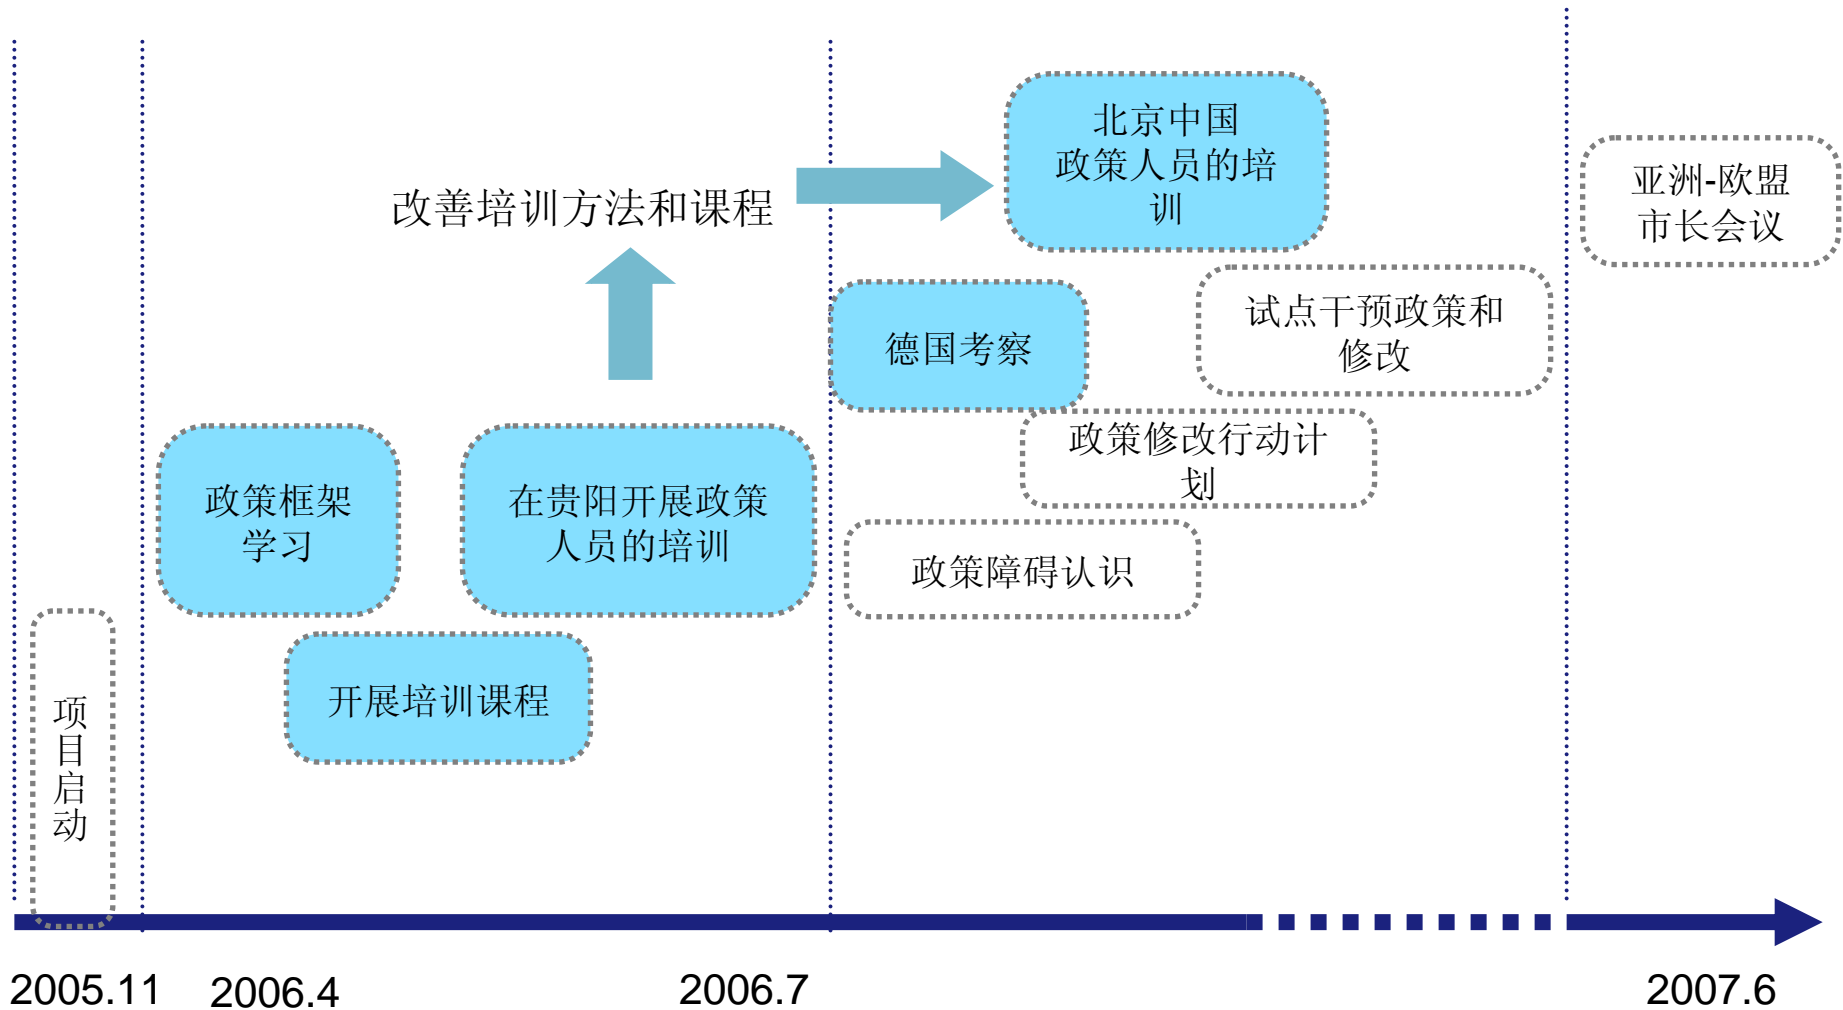 北京中国
政策人员的培
训
亚洲-欧盟
市长会议
改善培训方法和课程
试点干预政策和
修改
德国考察
政策修改行动计
划
政策框架
学习
在贵阳开展政策
人员的培训
政策障碍认识
开展培训课程
项目启动
2005.11
2006.4
2006.7
2007.6